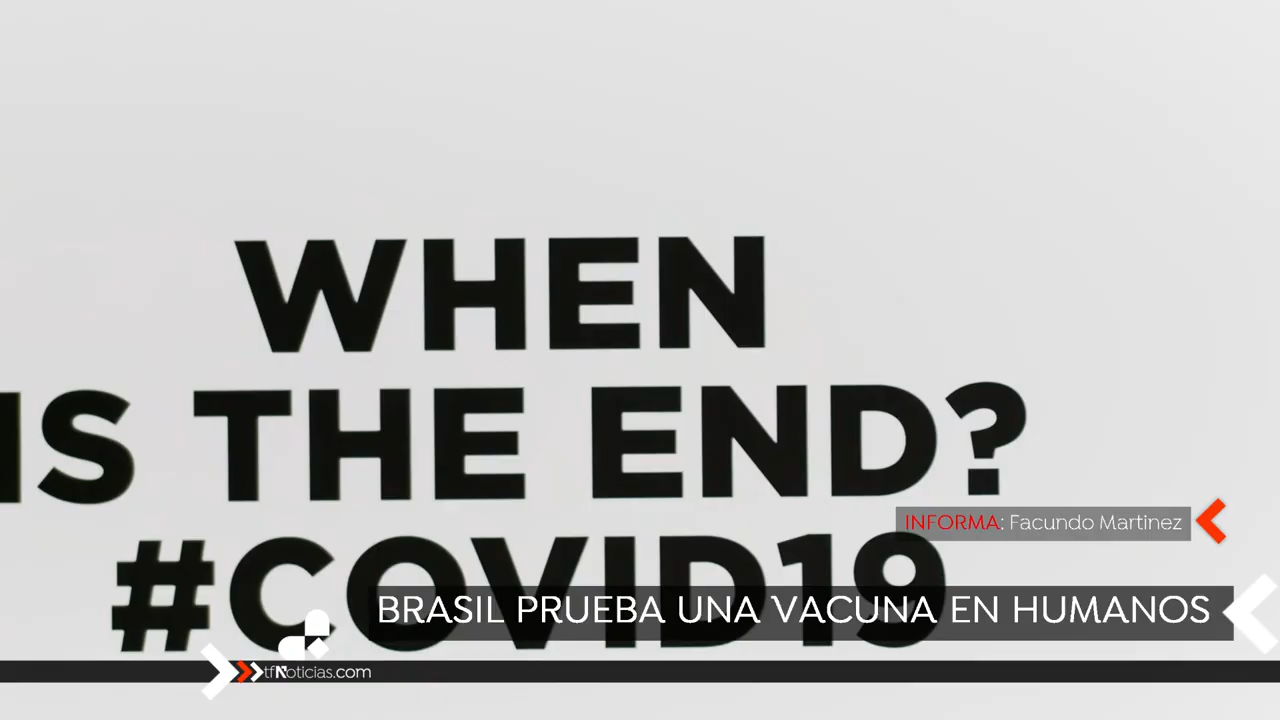 WHEN
IS THE END?
#COVID19
INFORMA: Facundo Martinez
BRASIL PRUEBA UNA VACUNA EN HUMANOS
tfNoticias.com